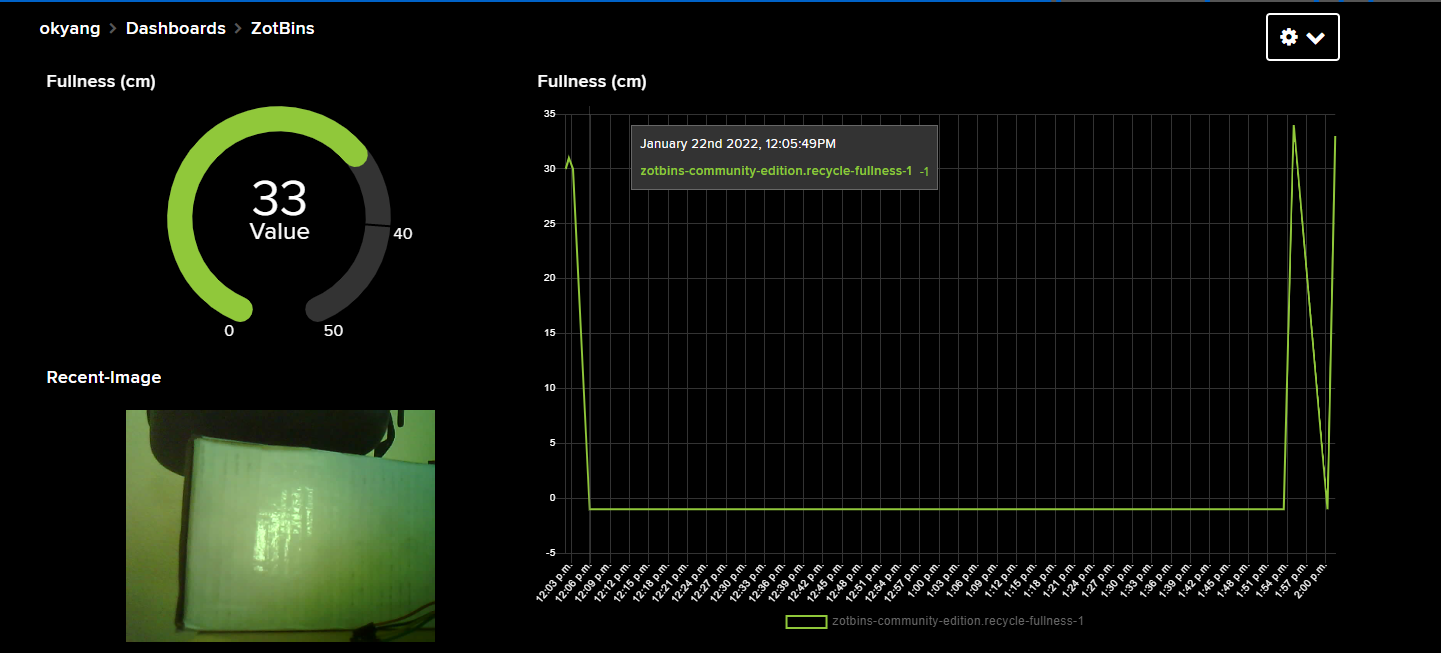 okyang > Dashboards > ZotBins
Fullness (cm)
33
Value
40
0
50
Recent-Image
Fullness (cm)
35
30
25
20
15
10
5
0
-5
January 22nd 2022, 12:05:49PM
zotbins-community-edition.recycle-fullness-1 -1
12:03 p.m.
12:06 p.m.
12:09 p.m.
12:12 p.m.
12:15 p.m.
12:18 p.m.
12:21 p.m.
12:24 p.m.
12:27 p.m.
12:30 p.m.
12:33 p.m.
12:36 p.m.
12:39 p.m.
12:42 p.m.
12:45 p.m.
12:48 p.m.
12:51 p.m.
12:54 p.m.
12:57 p.m.
1:00 p.m.
1:03 p.m.
1:06 p.m.
1:09 p.m.
1:12 p.m.
1:15 p.m.
1:18 p.m.
1:21 p.m.
1:24 p.m.
1:27 p.m.
1:30 p.m.
1:33 p.m.
1:36 p.m.
1:39 p.m.
1:42 p.m.
1:45 p.m.
1:48 p.m.
1:51 p.m.
1:54 p.m.
1:57 p.m.
2:00 p.m.
zotbins-community-edition.recycle-fullness-1